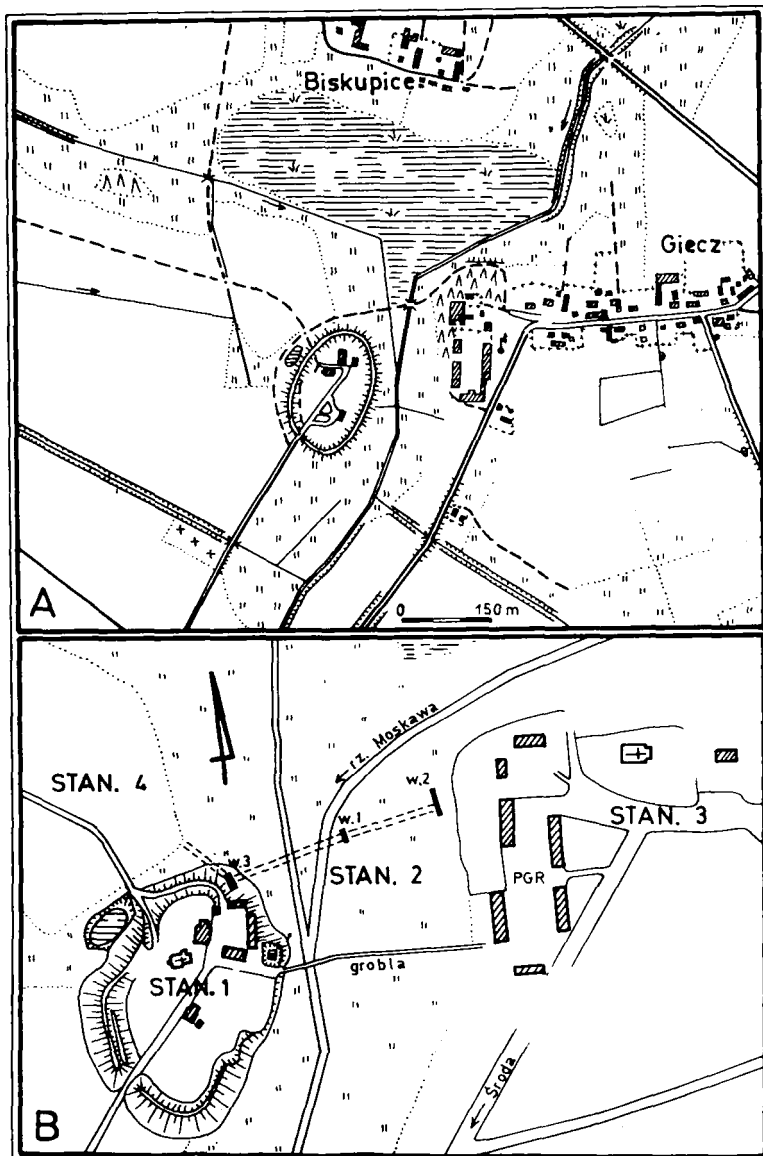 Biskupice
Giecz
A
0 150 m
rz. Moskawa
STAN. 4
w.2
w.1
STAN. 3
w.3
STAN. 2
PGR
grobla
STAN. 1
Środa
B